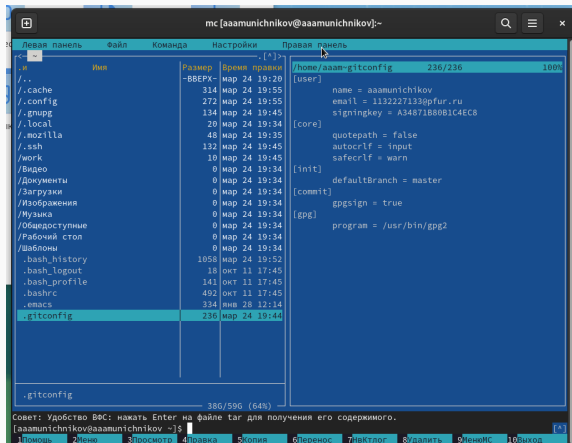 mc [aaamunichnikov@aaamunichnikov]:~
Левая панель Файл Команда Настройки Правая панель
<- ~ .[^]>
.и Имя Размер Время правки
/.. -ВВЕРХ- мар 24 19:20
/.cache 314 мар 24 19:55
/.config 272 мар 24 19:55
/.gnupg 134 мар 24 19:45
/.local 20 мар 24 19:34
/.mozilla 48 мар 24 19:35
/.ssh 132 мар 24 19:45
/work 10 мар 24 19:45
/Видео 0 мар 24 19:34
/Документы 0 мар 24 19:34
/Загрузки 0 мар 24 19:34
/Изображения 0 мар 24 19:34
/Музыка 0 мар 24 19:34
/Общедоступные 0 мар 24 19:34
/Рабочий стол 0 мар 24 19:34
/Шаблоны 0 мар 24 19:34
.bash_history 1058 мар 24 19:52
.bash_logout 18 окт 11 17:45
.bash_profile 141 окт 11 17:45
.bashrc 492 окт 11 17:45
.emacs 334 янв 28 12:14
.gitconfig 236 мар 24 19:44
.gitconfig
38G/59G (64%)
/home/aaam~gitconfig 236/236 100%
[user]
name = aaamunichikov
email = 1132227133@pfur.ru
signingkey = A34871B80B1C4EC8
[core]
quotepath = false
autocrlf = input
safecrlf = warn
[init]
defaultBranch = master
[commit]
gpgsign = true
[gpg]
program = /usr/bin/gpg2
Совет: Удобство ВФС: нажать Enter на файле tar для получения его содержимого.
[aaamunichnikov@aaamunichnikov ~]$ [^]
1Помощь 2Меню 3Просмотр 4Правка 5Копия 6Перенос 7НвКтлог 8Удалить 9МенюMC 10Выход